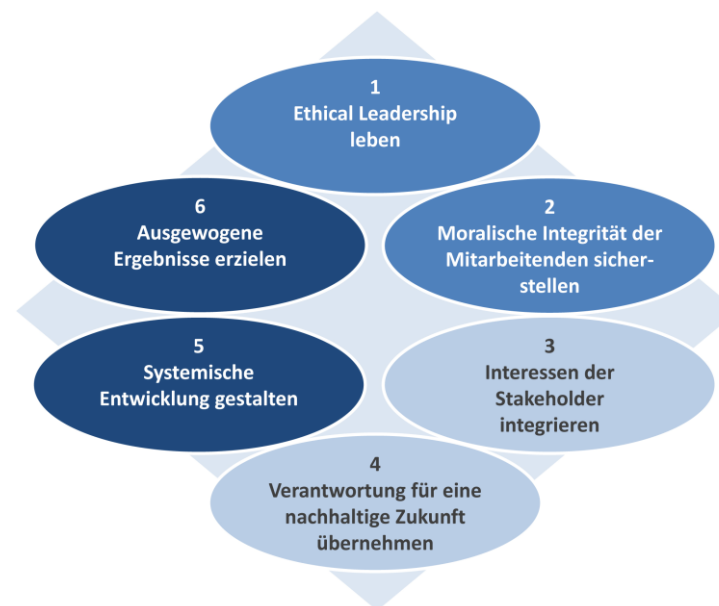 1
Ethical Leadership
leben
2
Moralische Integrität der
Mitarbeitenden sicher-
stellen
3
Interessen der
Stakeholder
integrieren
4
Verantwortung für eine
nachhaltige Zukunft
übernehmen
5
Systemische
Entwicklung gestalten
6
Ausgewogene
Ergebnisse erzielen